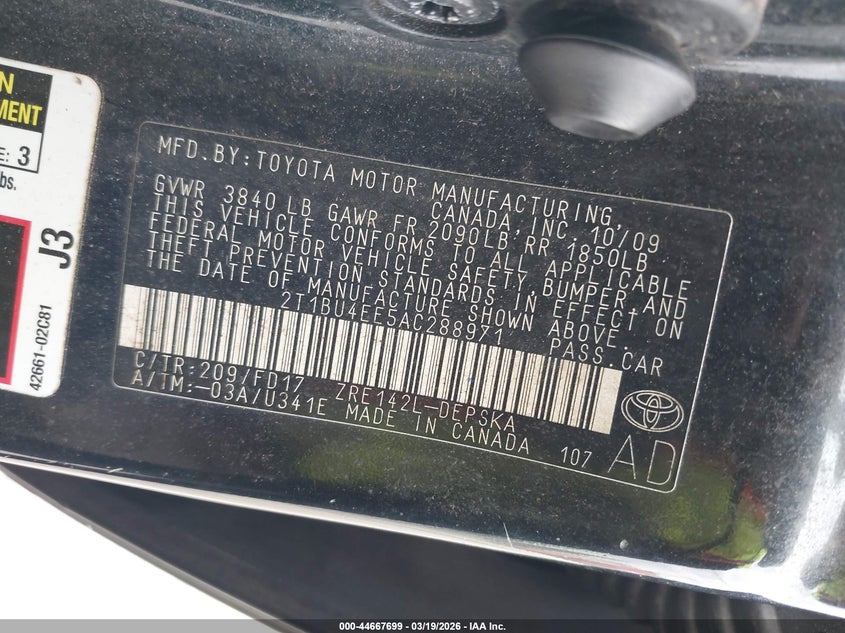 N
MENT
E: 3
bs.
J3
42661-02C81
MFD.BY:TOYOTA MOTOR MANUFACTURING,
CANADA, INC. 10/09
GVWR 3840 LB GAWR FR 2090LB RR 1850LB
THIS VEHICLE CONFORMS TO ALL APPLICABLE
FEDERAL MOTOR VEHICLE SAFETY, BUMPER, AND
THEFT PREVENTION STANDARDS IN EFFECT ON
THE DATE OF MANUFACTURE SHOWN ABOVE.
2T1BU4EE5AC288971 PASS.CAR
C/TR:209/FD17 ZRE142L-DEPSKA
A/TM:-03A/U341E MADE IN CANADA 107
AD
000-44667699 - 03/19/2026 - IAA Inc.